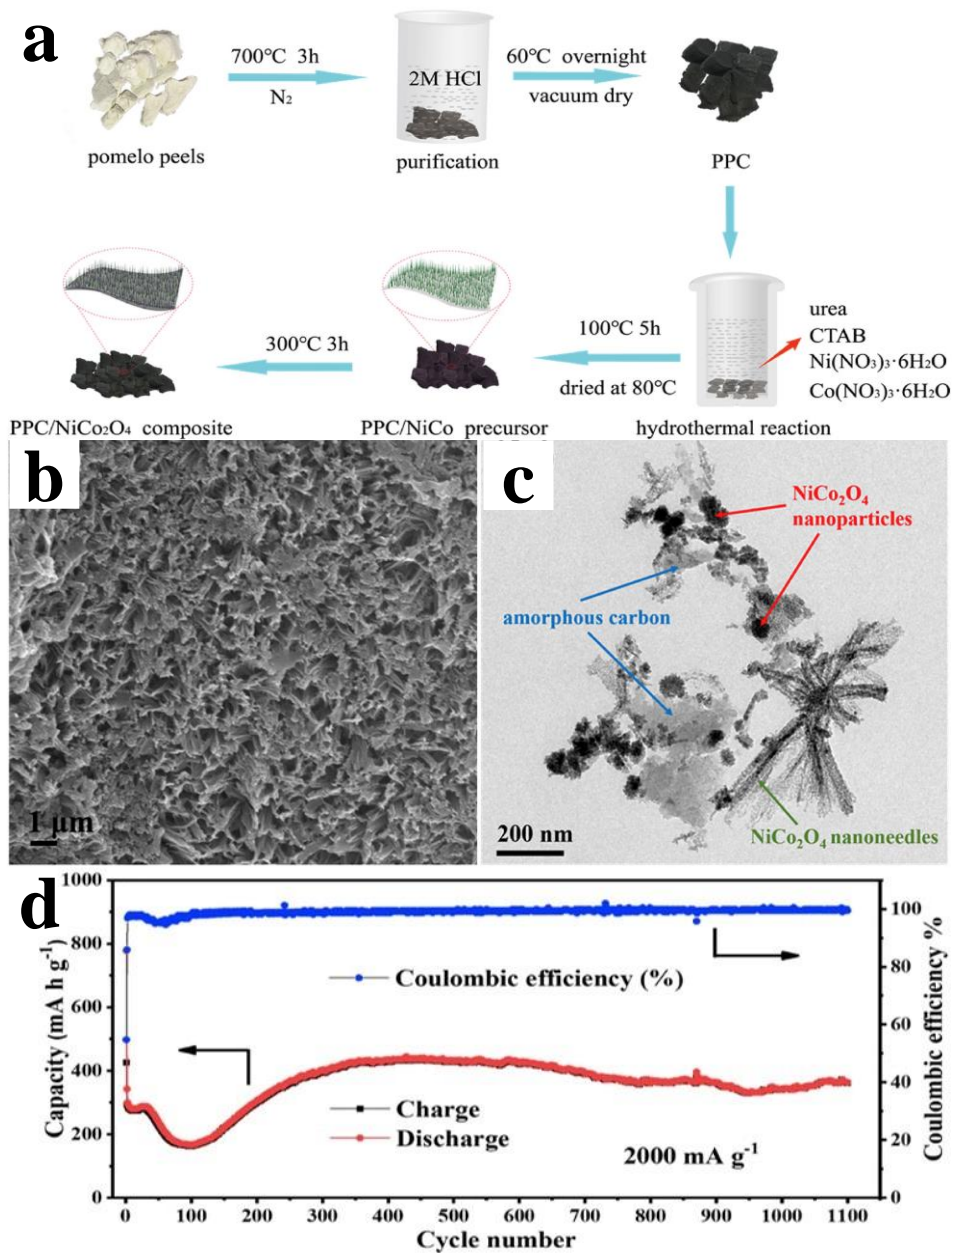 a
700℃ 3h
N₂
2M HCl
60℃ overnight
vacuum dry
pomelo peels
purification
PPC
100℃ 5h
dried at 80℃
300℃ 3h
urea
CTAB
Ni(NO₃)₃·6H₂O
Co(NO₃)₃·6H₂O
PPC/NiCo₂O₄ composite
PPC/NiCo precursor
hydrothermal reaction
b
1 μm
c
NiCo₂O₄
nanoparticles
amorphous carbon
200 nm
NiCo₂O₄ nanoneedles
d
Capacity (mA h g⁻¹)
1000
800
600
400
200
0
Coulombic efficiency (%)
Charge
Discharge
2000 mA g⁻¹
100
80
60
40
20
0
Coulombic efficiency %
0 100 200 300 400 500 600 700 800 900 1000 1100
Cycle number